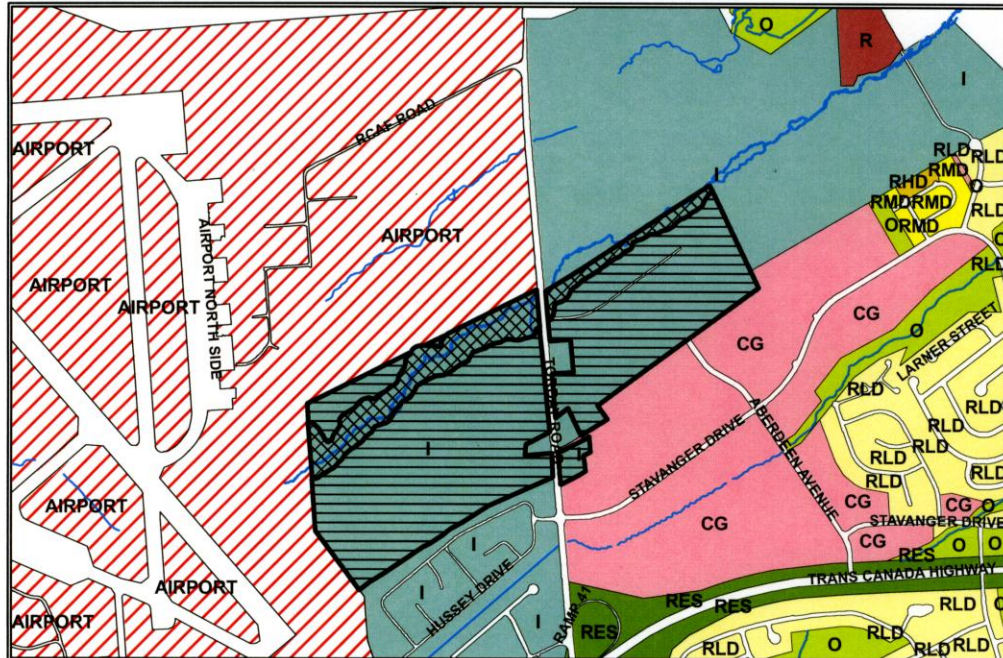 O
R
I
AIRPORT
RCAF ROAD
RLD
RLD
RMD
I
RHD
O
RMDRMD
RLD
ORMD
AIRPORT
O
AIRPORT NORTH SIDE
RLD
AIRPORT
AIRPORT
CG
CG
O
LARNER STREET
CG
RLD
RLD
RLD
ABERDEEN AVENUE
RLD
I
RLD
STAVANGER DRIVE
RLD
RLD
RLD
AIRPORT
CG
CG
O
CG
STAVANGER DRIVE
I
CG
O
O
RES
HUSSEY DRIVE
TRANS CANADA HIGHWAY
AIRPORT
I
RES
RES
RLD
O
RAMP 41
I
RES
RLD
O
RLD
RLD
RLD